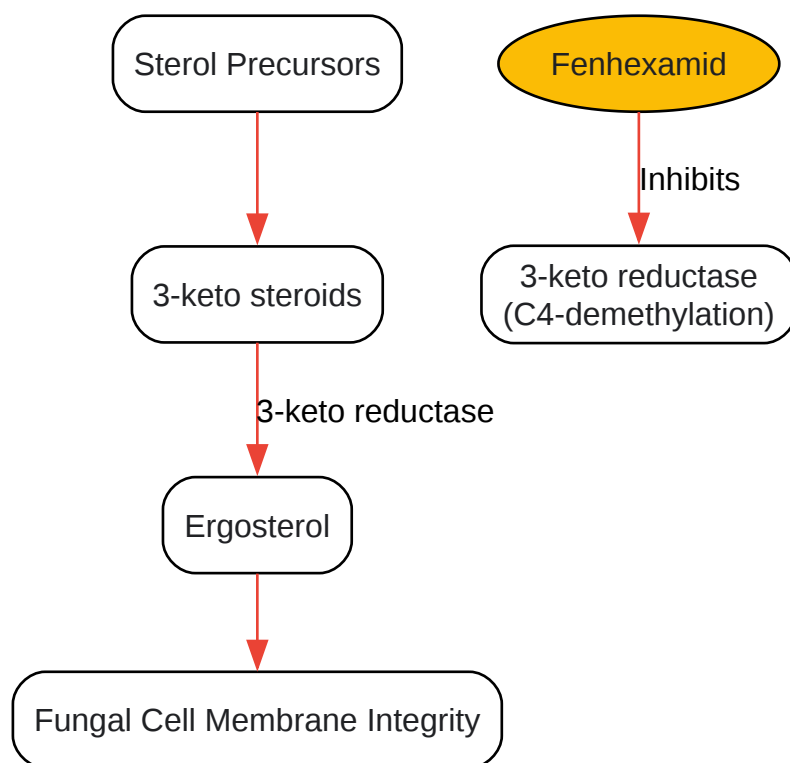 Sterol Precursors
Fenhexamid
Inhibits
3-keto steroids
3-keto reductase
(C4-demethylation)
3-keto reductase
Ergosterol
Fungal Cell Membrane Integrity